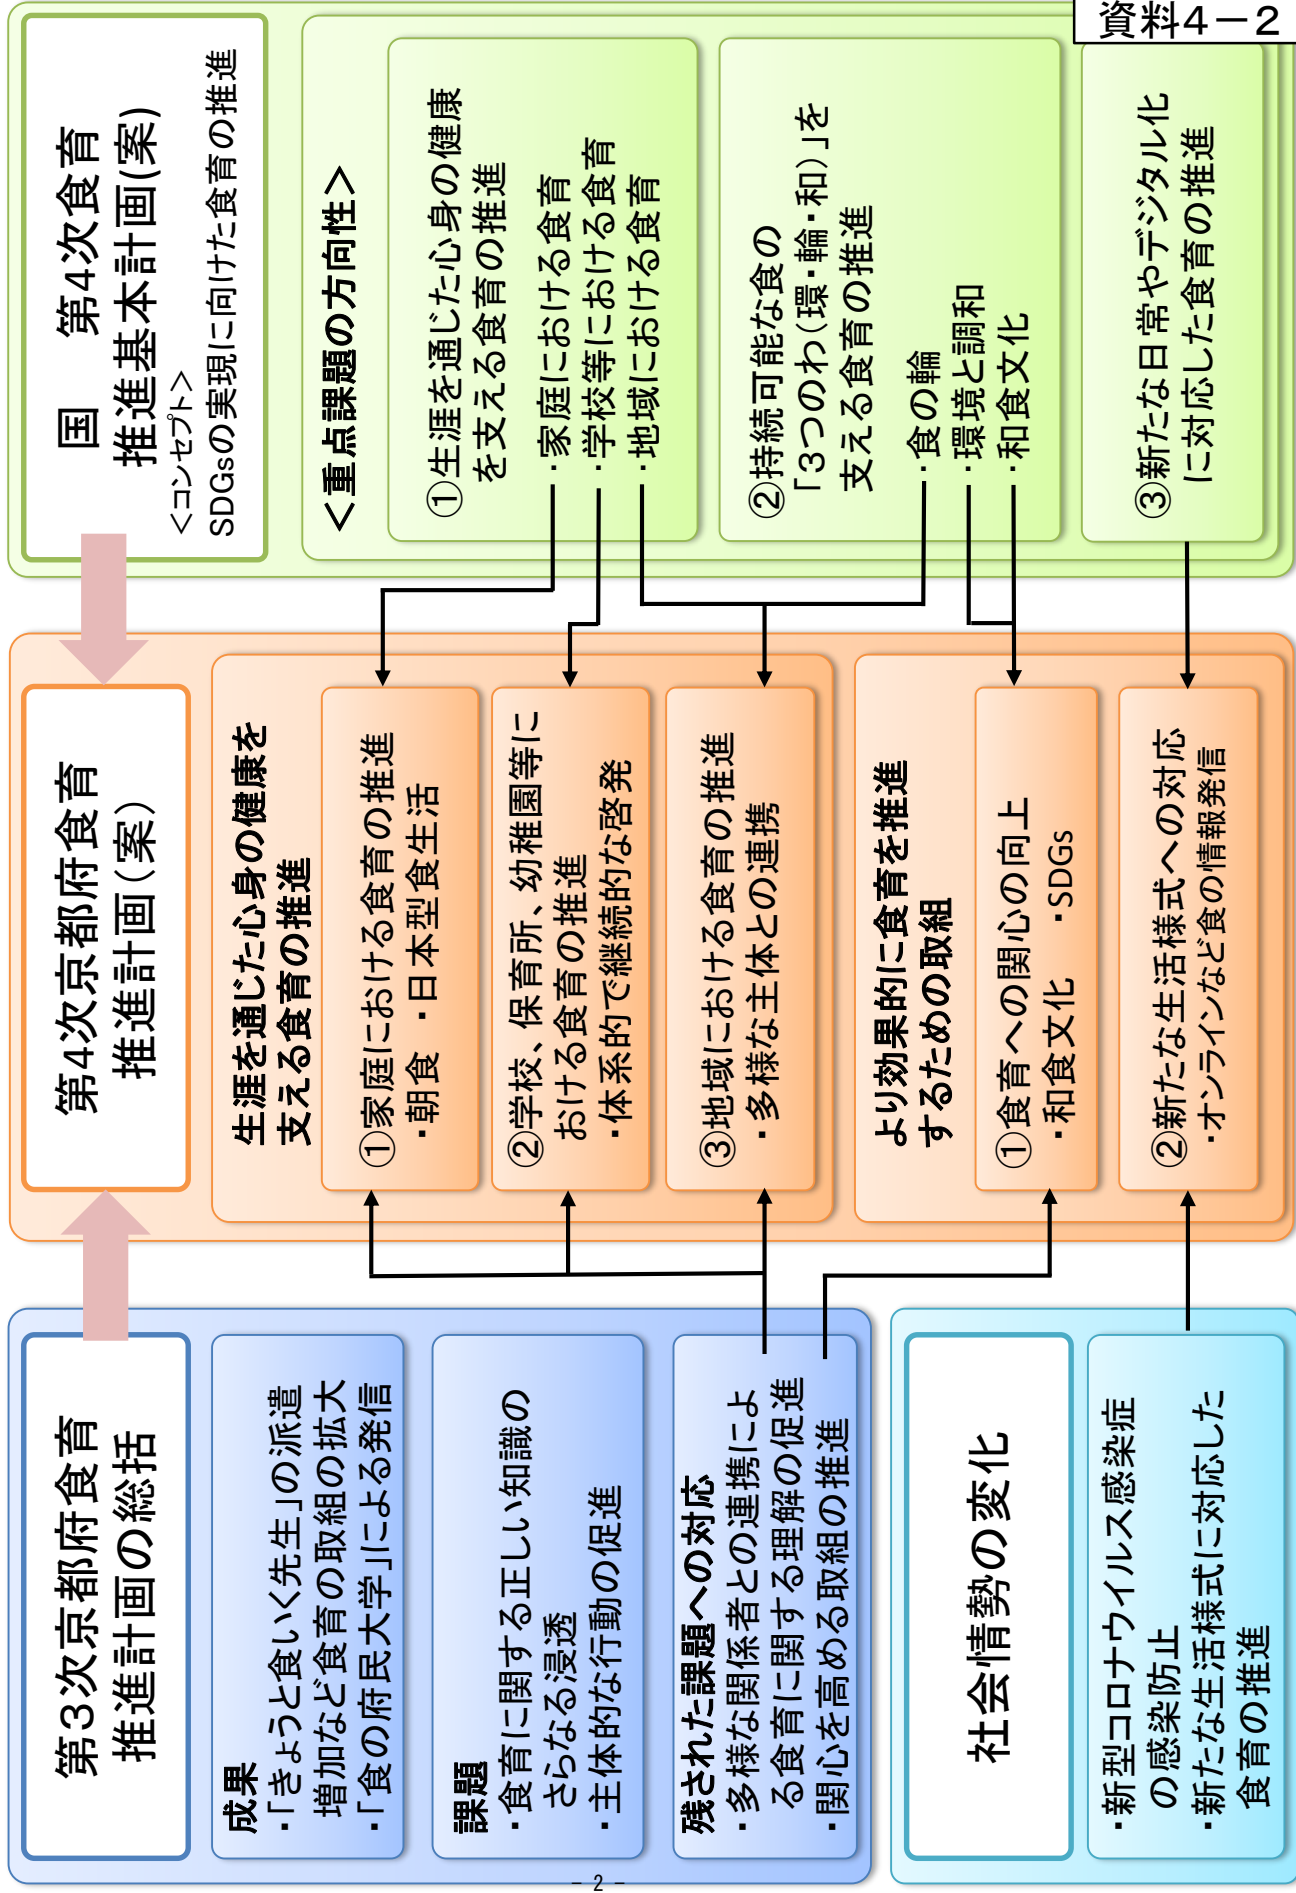 資料4－2
第3次京都府食育
推進計画の総括
成果
・「きょうと食いく先生」の派遣
増加など食育の取組の拡大
・「食の府民大学」による発信
課題
・食育に関する正しい知識の
さらなる浸透
・主体的な行動の促進
残された課題への対応
・多様な関係者との連携によ
る食育に関する理解の促進
・関心を高める取組の推進
社会情勢の変化
・新型コロナウイルス感染症
の感染防止
・新たな生活様式に対応した
食育の推進
第4次京都府食育
推進計画（案）
生涯を通じた心身の健康を
支える食育の推進
①家庭における食育の推進
・朝食　・日本型食生活
②学校、保育所、幼稚園等に
おける食育の推進
・体系的で継続的な啓発
③地域における食育の推進
・多様な主体との連携
より効果的に食育を推進
するための取組
①食育への関心の向上
・和食文化　・SDGs
②新たな生活様式への対応
・オンラインなど食の情報発信
国　第4次食育
推進基本計画(案)
＜コンセプト＞
SDGsの実現に向けた食育の推進
＜重点課題の方向性＞
①生涯を通じた心身の健康
を支える食育の推進
・家庭における食育
・学校等における食育
・地域における食育
②持続可能な食の
「3つのわ（環・輪・和）」を
支える食育の推進
・食の輪
・環境と調和
・和食文化
③新たな日常やデジタル化
に対応した食育の推進
- 2 -